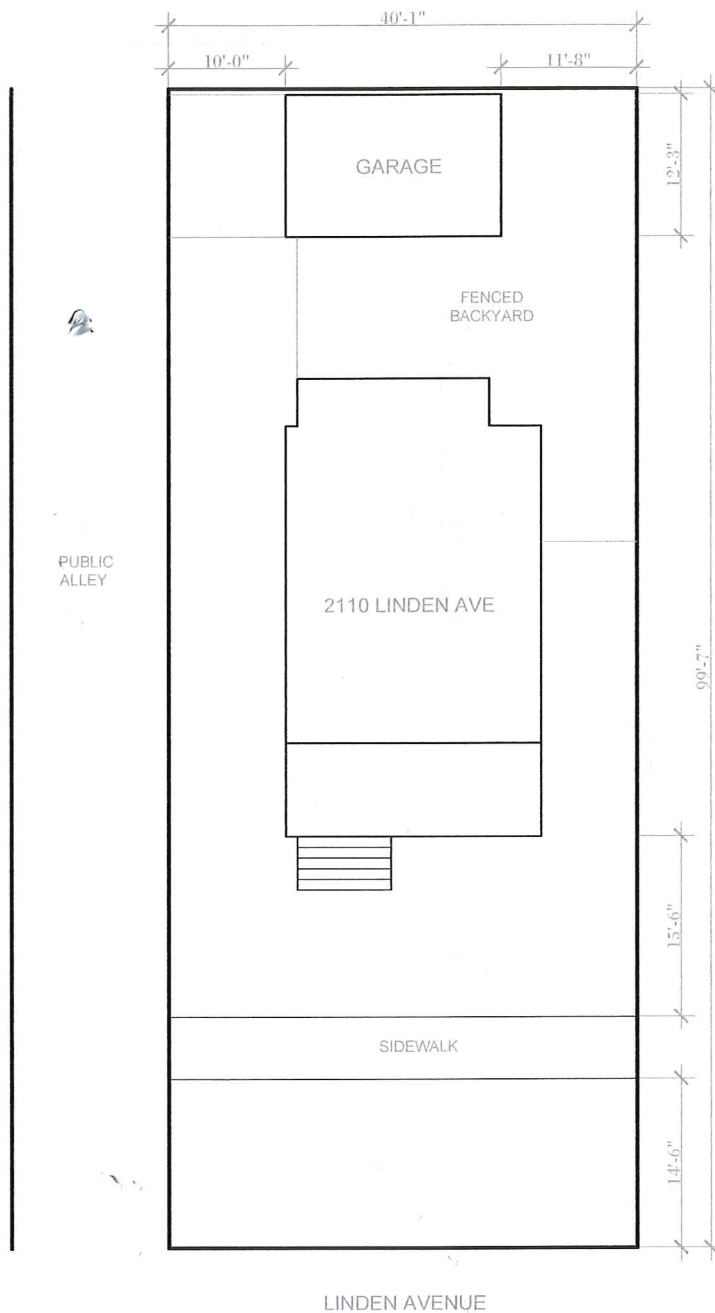 40'-1"
10'-0"
11'-8"
GARAGE
12'-3"
FENCED
BACKYARD
PUBLIC
ALLEY
2110 LINDEN AVE
99'-7"
15'-6"
SIDEWALK
14'-6"
LINDEN AVENUE